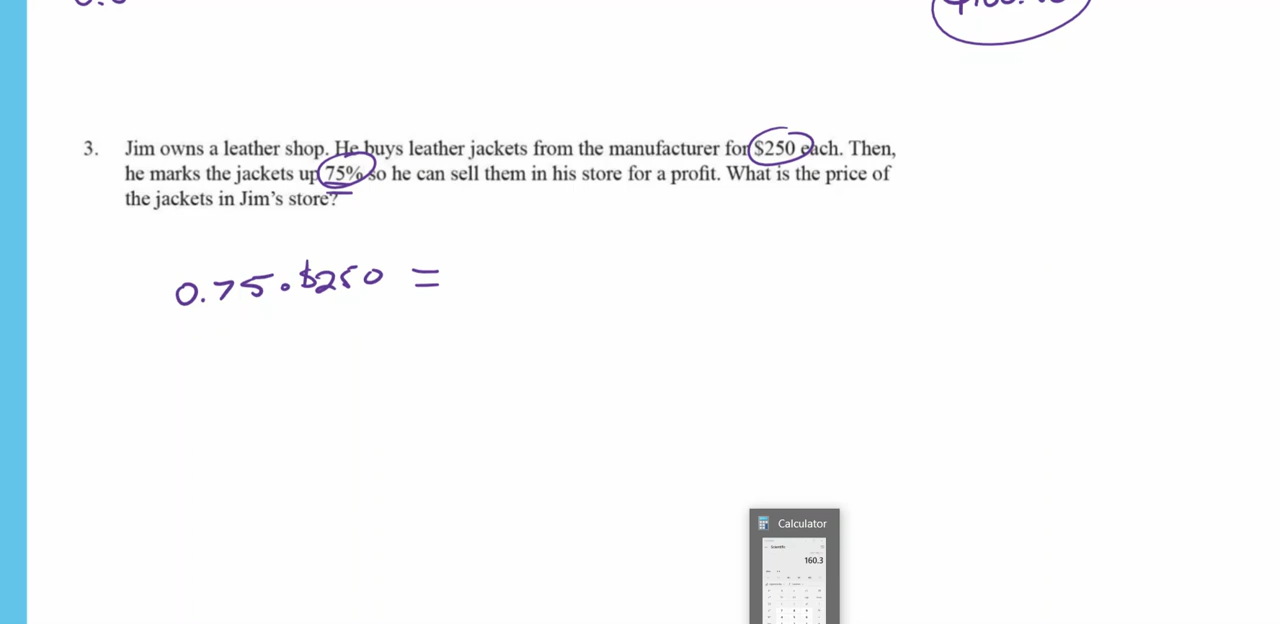 3. Jim owns a leather shop. He buys leather jackets from the manufacturer for $250 each. Then,
he marks the jackets up 75% so he can sell them in his store for a profit. What is the price of
the jackets in Jim's store?
0.75 · $250 =
Calculator
Scientific
160.3